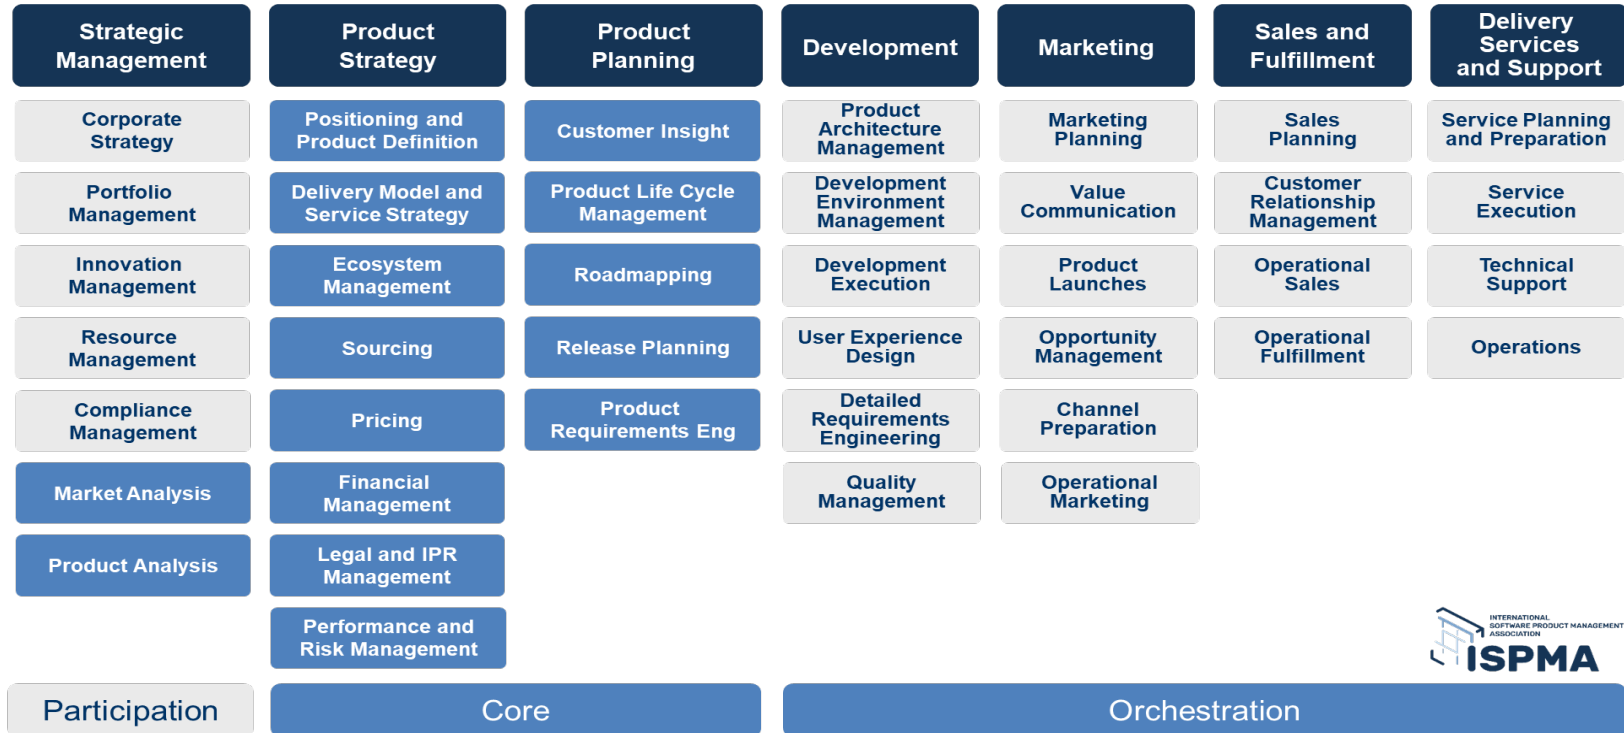 Strategic
Management
Product
Strategy
Product
Planning
Development
Marketing
Sales and
Fulfillment
Delivery
Services
and Support
Corporate
Strategy
Portfolio
Management
Innovation
Management
Resource
Management
Compliance
Management
Market Analysis
Product Analysis
Positioning and
Product Definition
Delivery Model and
Service Strategy
Ecosystem
Management
Sourcing
Pricing
Financial
Management
Legal and IPR
Management
Performance and
Risk Management
Customer Insight
Product Life Cycle
Management
Roadmapping
Release Planning
Product
Requirements Eng
Product
Architecture
Management
Development
Environment
Management
Development
Execution
User Experience
Design
Detailed
Requirements
Engineering
Quality
Management
Marketing
Planning
Value
Communication
Product
Launches
Opportunity
Management
Channel
Preparation
Operational
Marketing
Sales
Planning
Customer
Relationship
Management
Operational
Sales
Operational
Fulfillment
Service Planning
and Preparation
Service
Execution
Technical
Support
Operations
INTERNATIONAL
SOFTWARE PRODUCT MANAGEMENT
ASSOCIATION
ISPMA
Participation
Core
Orchestration